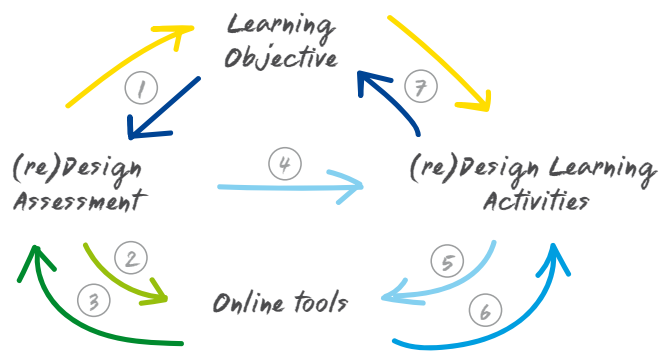 Learning
Objective
1
7
(re)Design
Assessment
4
(re)Design Learning
Activities
2
5
3
Online tools
6